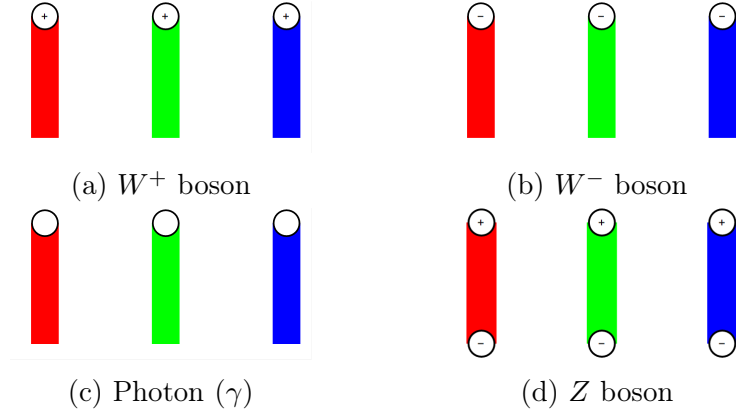 + + +
- - -
(a) W⁺ boson
(b) W⁻ boson
+ + +
- - -
(c) Photon (γ)
(d) Z boson